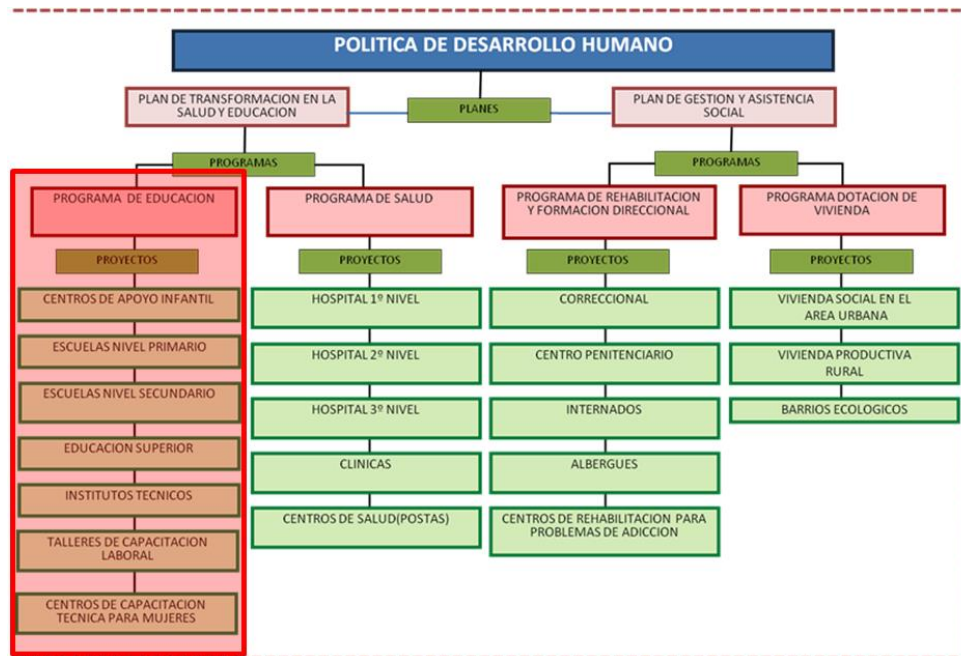 POLITICA DE DESARROLLO HUMANO
PLAN DE TRANSFORMACION EN LA
SALUD Y EDUCACION
PLANES
PLAN DE GESTION Y ASISTENCIA
SOCIAL
PROGRAMAS
PROGRAMAS
PROGRAMA DE EDUCACION
PROYECTOS
CENTROS DE APOYO INFANTIL
ESCUELAS NIVEL PRIMARIO
ESCUELAS NIVEL SECUNDARIO
EDUCACION SUPERIOR
INSTITUTOS TECNICOS
TALLERES DE CAPACITACION
LABORAL
CENTROS DE CAPACITACION
TECNICA PARA MUJERES
PROGRAMA DE SALUD
PROYECTOS
HOSPITAL 1º NIVEL
HOSPITAL 2º NIVEL
HOSPITAL 3º NIVEL
CLINICAS
CENTROS DE SALUD(POSTAS)
PROGRAMA DE REHABILITACION
Y FORMACION DIRECCIONAL
PROYECTOS
CORRECCIONAL
CENTRO PENITENCIARIO
INTERNADOS
ALBERGUES
CENTROS DE REHABILITACION PARA
PROBLEMAS DE ADICCION
PROGRAMA DOTACION DE
VIVIENDA
PROYECTOS
VIVIENDA SOCIAL EN EL
AREA URBANA
VIVIENDA PRODUCTIVA
RURAL
BARRIOS ECOLOGICOS